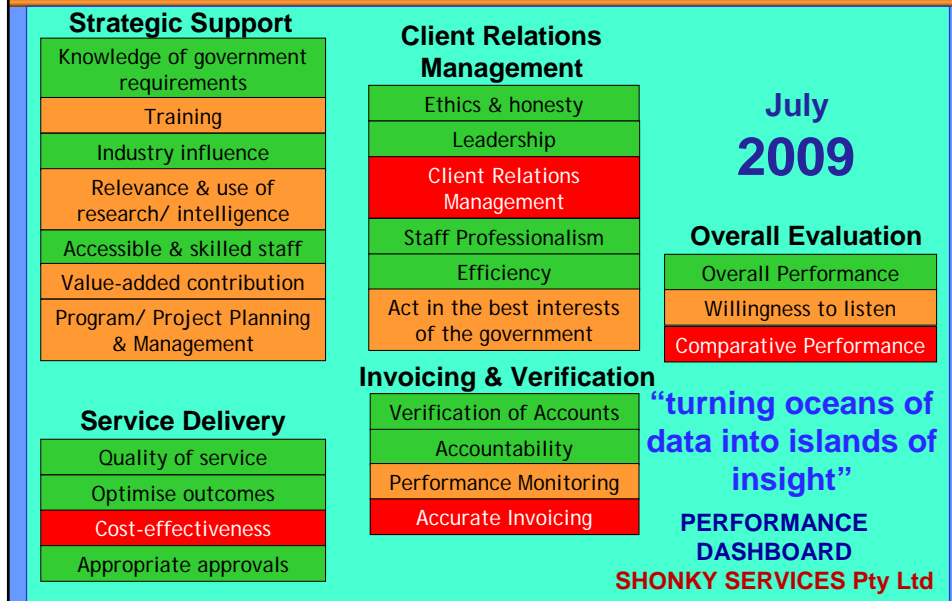 Strategic Support
Knowledge of government
requirements
Training
Industry influence
Relevance & use of
research/ intelligence
Accessible & skilled staff
Value-added contribution
Program/ Project Planning
& Management
Service Delivery
Quality of service
Optimise outcomes
Cost-effectiveness
Appropriate approvals
Client Relations
Management
Ethics & honesty
Leadership
Client Relations
Management
Staff Professionalism
Efficiency
Act in the best interests
of the government
Invoicing & Verification
Verification of Accounts
Accountability
Performance Monitoring
Accurate Invoicing
July
2009
Overall Evaluation
Overall Performance
Willingness to listen
Comparative Performance
“turning oceans of
data into islands of
insight”
PERFORMANCE
DASHBOARD
SHONKY SERVICES Pty Ltd